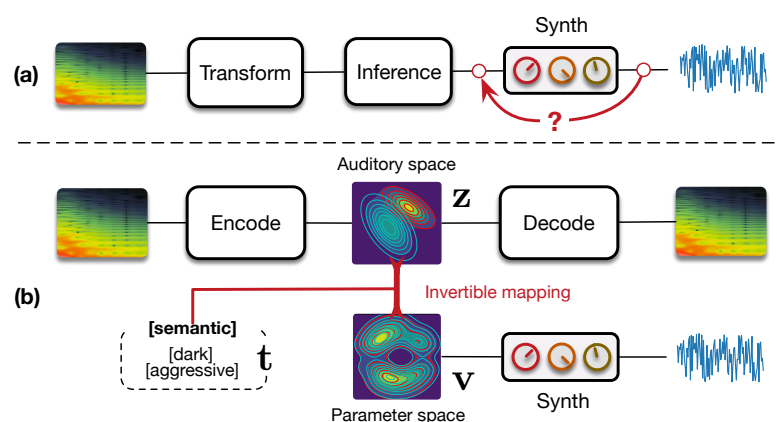 Synth
(a)
Transform
Inference
?
Auditory space
Encode
z
Decode
(b)
Invertible mapping
[semantic]
[dark]
[aggressive]
t
v
Synth
Parameter space